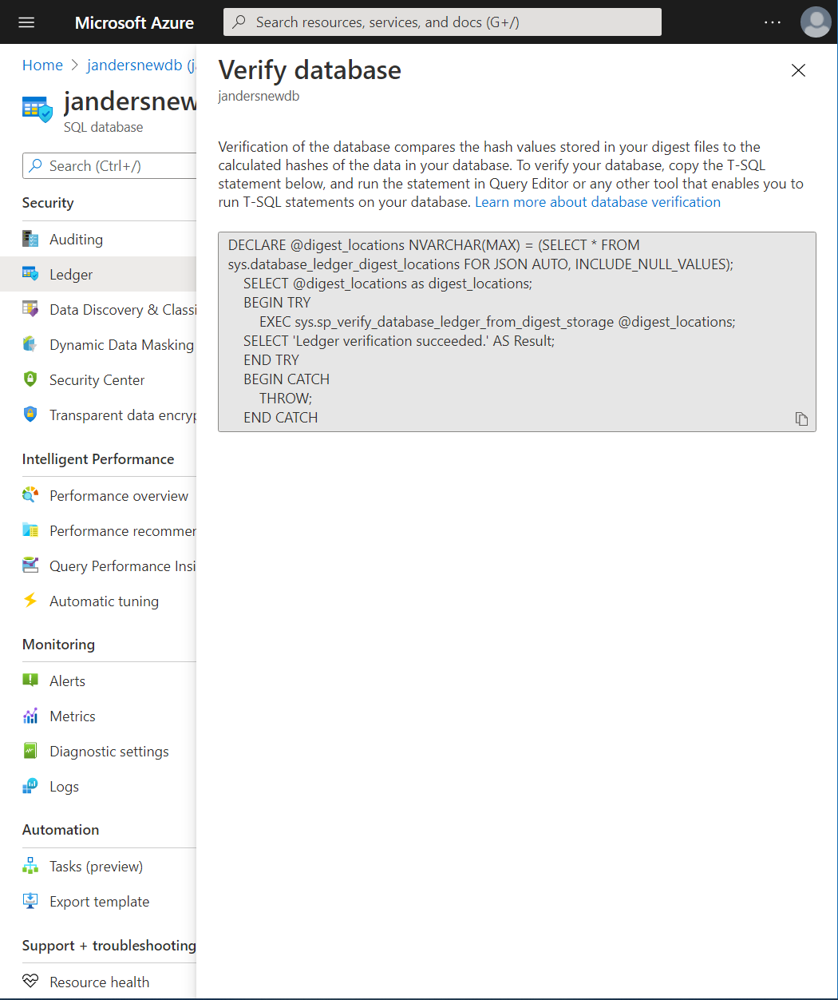 Microsoft Azure
Search resources, services, and docs (G+/)
Home > jandersnewdb (j
jandersnew
SQL database
Search (Ctrl+/)
Security
Auditing
Ledger
Data Discovery & Classi
Dynamic Data Masking
Security Center
Transparent data encryp
Intelligent Performance
Performance overview
Performance recommen
Query Performance Insi
Automatic tuning
Monitoring
Alerts
Metrics
Diagnostic settings
Logs
Automation
Tasks (preview)
Export template
Support + troubleshooting
Resource health
Verify database
jandersnewdb
Verification of the database compares the hash values stored in your digest files to the
calculated hashes of the data in your database. To verify your database, copy the T-SQL
statement below, and run the statement in Query Editor or any other tool that enables you to
run T-SQL statements on your database. Learn more about database verification
DECLARE @digest_locations NVARCHAR(MAX) = (SELECT * FROM
sys.database_ledger_digest_locations FOR JSON AUTO, INCLUDE_NULL_VALUES);
SELECT @digest_locations as digest_locations;
BEGIN TRY
EXEC sys.sp_verify_database_ledger_from_digest_storage @digest_locations;
SELECT 'Ledger verification succeeded.' AS Result;
END TRY
BEGIN CATCH
THROW;
END CATCH